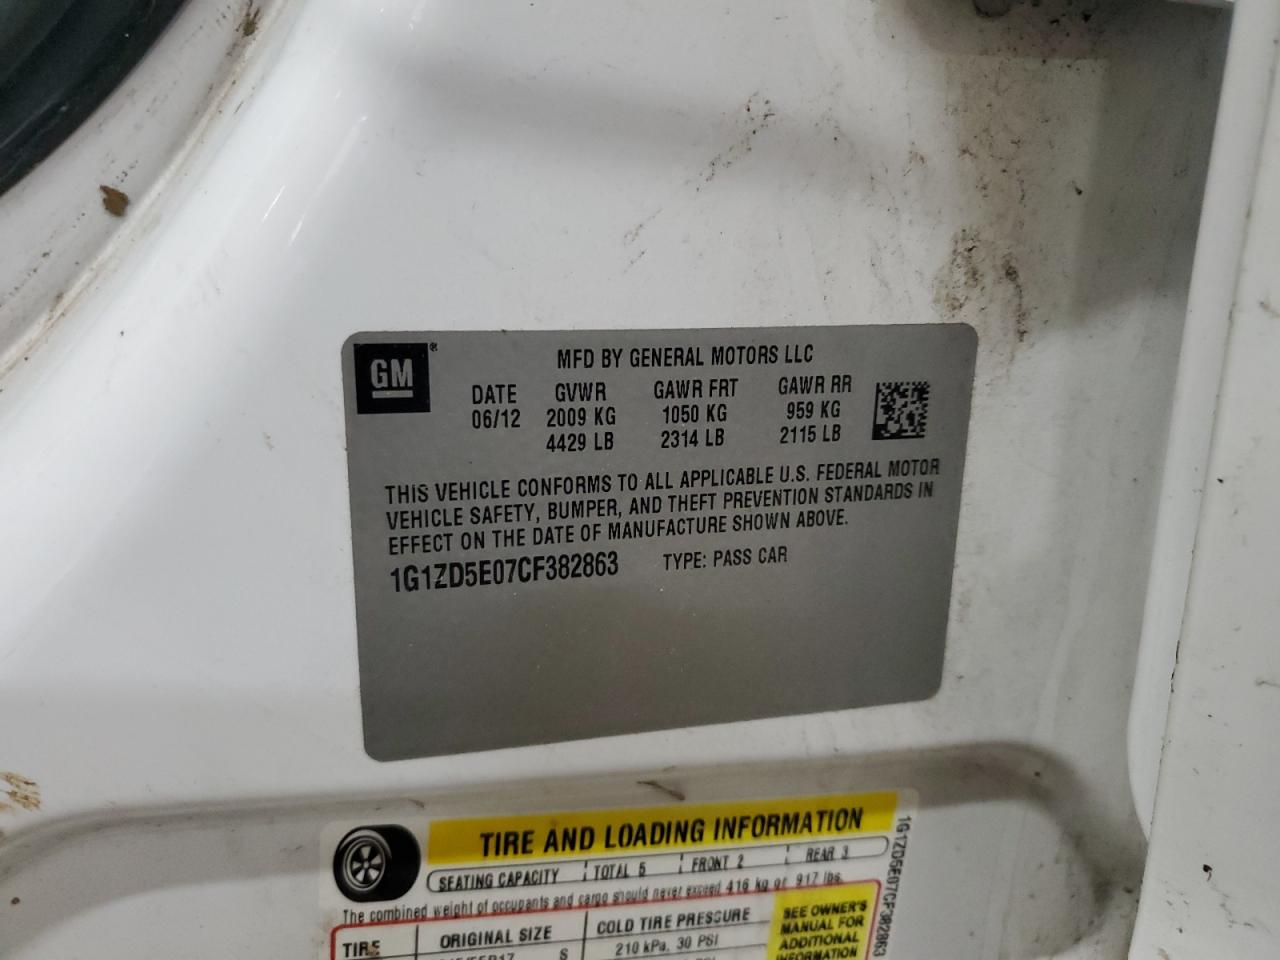 GM®
MFD BY GENERAL MOTORS LLC
DATE GVWR GAWR FRT GAWR RR
06/12 2009 KG 1050 KG 959 KG
4429 LB 2314 LB 2115 LB
THIS VEHICLE CONFORMS TO ALL APPLICABLE U.S. FEDERAL MOTOR
VEHICLE SAFETY, BUMPER, AND THEFT PREVENTION STANDARDS IN
EFFECT ON THE DATE OF MANUFACTURE SHOWN ABOVE.
1G1ZD5E07CF382863 TYPE: PASS CAR
TIRE AND LOADING INFORMATION
SEATING CAPACITY TOTAL 5 FRONT 2 REAR 3
The combined weight of occupants and cargo should never exceed 416 kg or 917 lbs.
TIRE ORIGINAL SIZE COLD TIRE PRESSURE
S 210 kPa, 30 PSI
SEE OWNER'S
MANUAL FOR
ADDITIONAL
INFORMATION
1G1ZD5E07CF382863